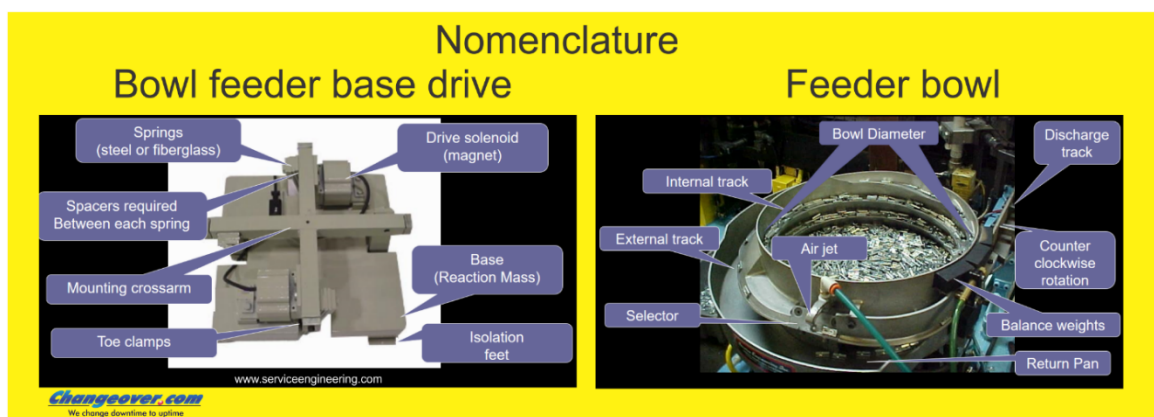 Nomenclature
Bowl feeder base drive
Feeder bowl
Springs
(steel or fiberglass)
Drive solenoid
(magnet)
Spacers required
Between each spring
Mounting crossarm
Base
(Reaction Mass)
Toe clamps
Isolation
feet
www.serviceengineering.com
Bowl Diameter
Discharge
track
Internal track
External track
Air jet
Counter
clockwise
rotation
Selector
Balance weights
Return Pan
Changeover.com
We change downtime to uptime